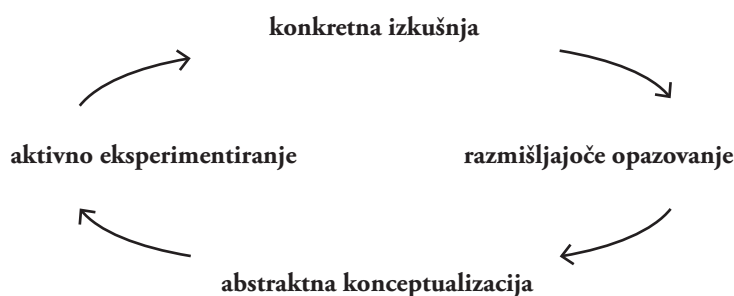 konkretna izkušnja
aktivno eksperimentiranje
razmišljajoče opazovanje
abstraktna konceptualizacija